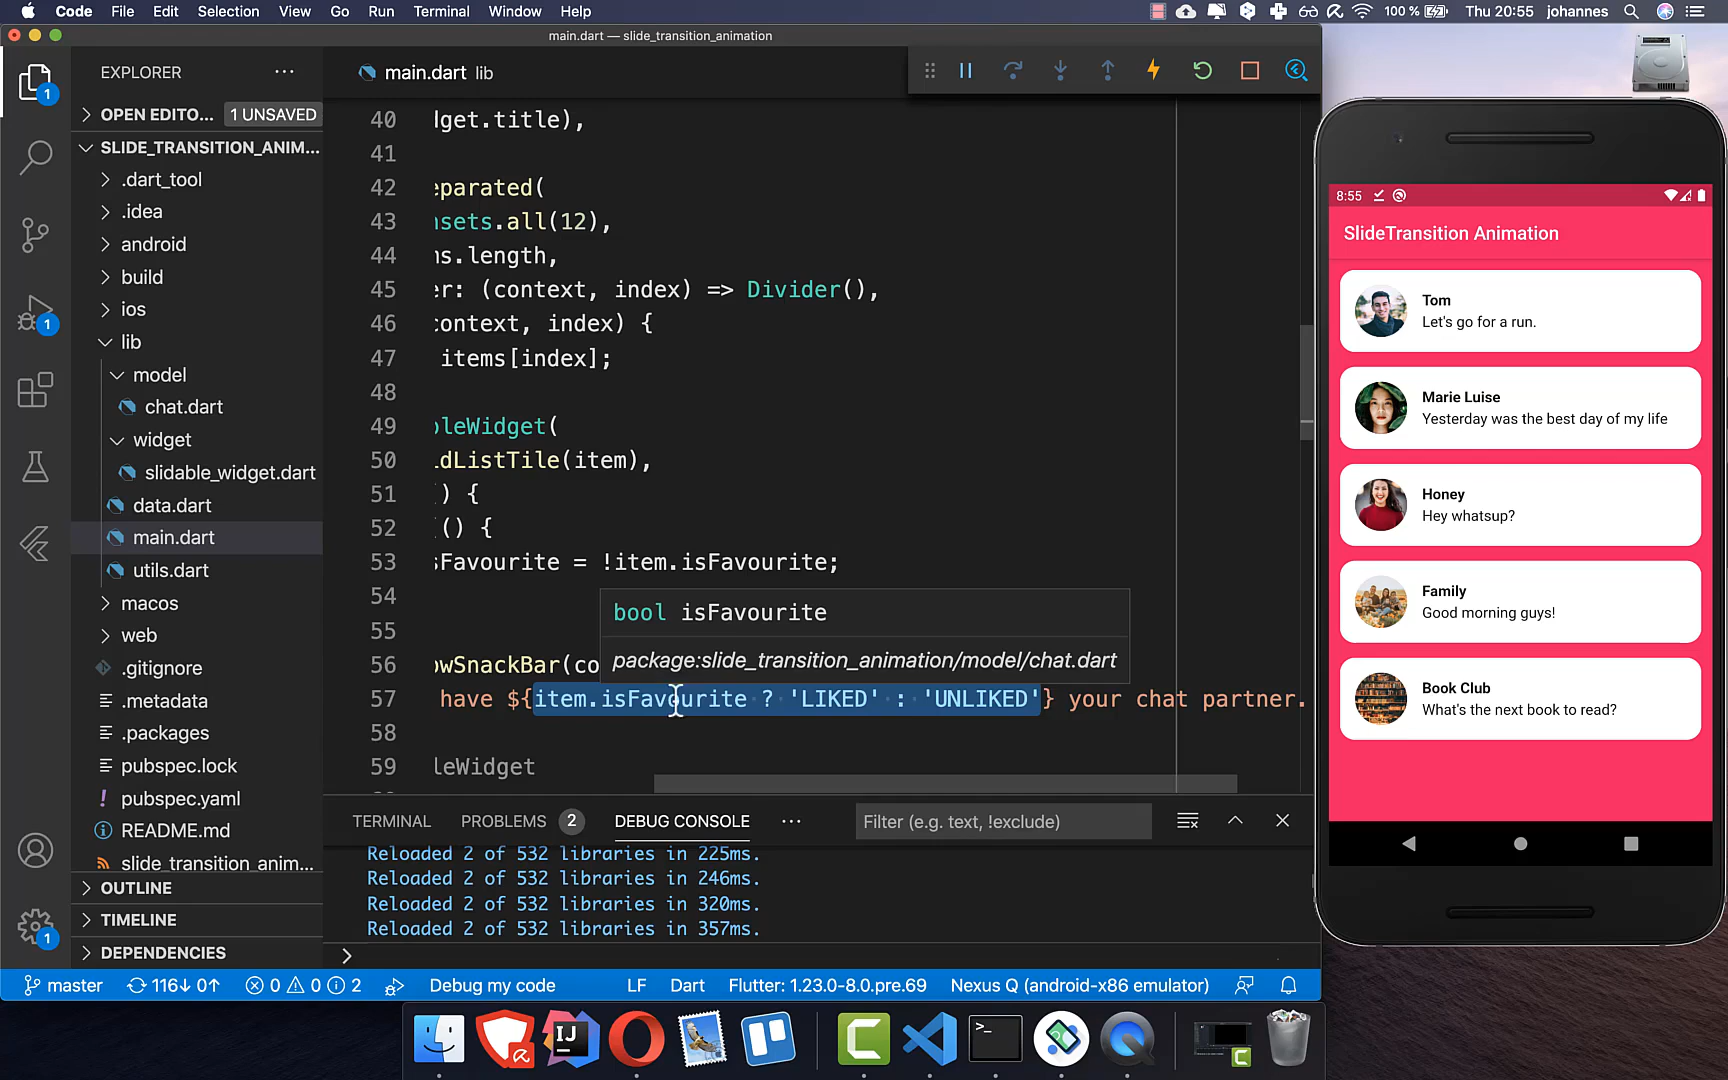 Code File Edit Selection View Go Run Terminal Window Help 100 % Thu 20:55 johannes
main.dart — slide_transition_animation
EXPLORER
OPEN EDITO... 1 UNSAVED
SLIDE_TRANSITION_ANIM...
.dart_tool
.idea
android
build
ios
lib
model
chat.dart
widget
slidable_widget.dart
data.dart
main.dart
utils.dart
macos
web
.gitignore
.metadata
.packages
pubspec.lock
pubspec.yaml
README.md
slide_transition_anim...
OUTLINE
TIMELINE
DEPENDENCIES
1
1
1
main.dart lib
40 dget.title),
41
42 eparated(
43 nsets.all(12),
44 ns.length,
45 er: (context, index) => Divider(),
46 context, index) {
47 items[index];
48
49 bleWidget(
50 ldListTile(item),
51 ) {
52 () {
53 sFavourite = !item.isFavourite;
54
55
56 owSnackBar(co
57 have ${item.isFavourite ? 'LIKED' : 'UNLIKED'} your chat partner.
58
59 leWidget
bool isFavourite
package:slide_transition_animation/model/chat.dart
TERMINAL PROBLEMS 2 DEBUG CONSOLE ... Filter (e.g. text, !exclude)
Reloaded 2 of 532 libraries in 225ms.
Reloaded 2 of 532 libraries in 246ms.
Reloaded 2 of 532 libraries in 320ms.
Reloaded 2 of 532 libraries in 357ms.
master 116↓ 0↑ 0 0 2 Debug my code LF Dart Flutter: 1.23.0-8.0.pre.69 Nexus Q (android-x86 emulator)
8:55
SlideTransition Animation
Tom
Let's go for a run.
Marie Luise
Yesterday was the best day of my life
Honey
Hey whatsup?
Family
Good morning guys!
Book Club
What's the next book to read?
IJ